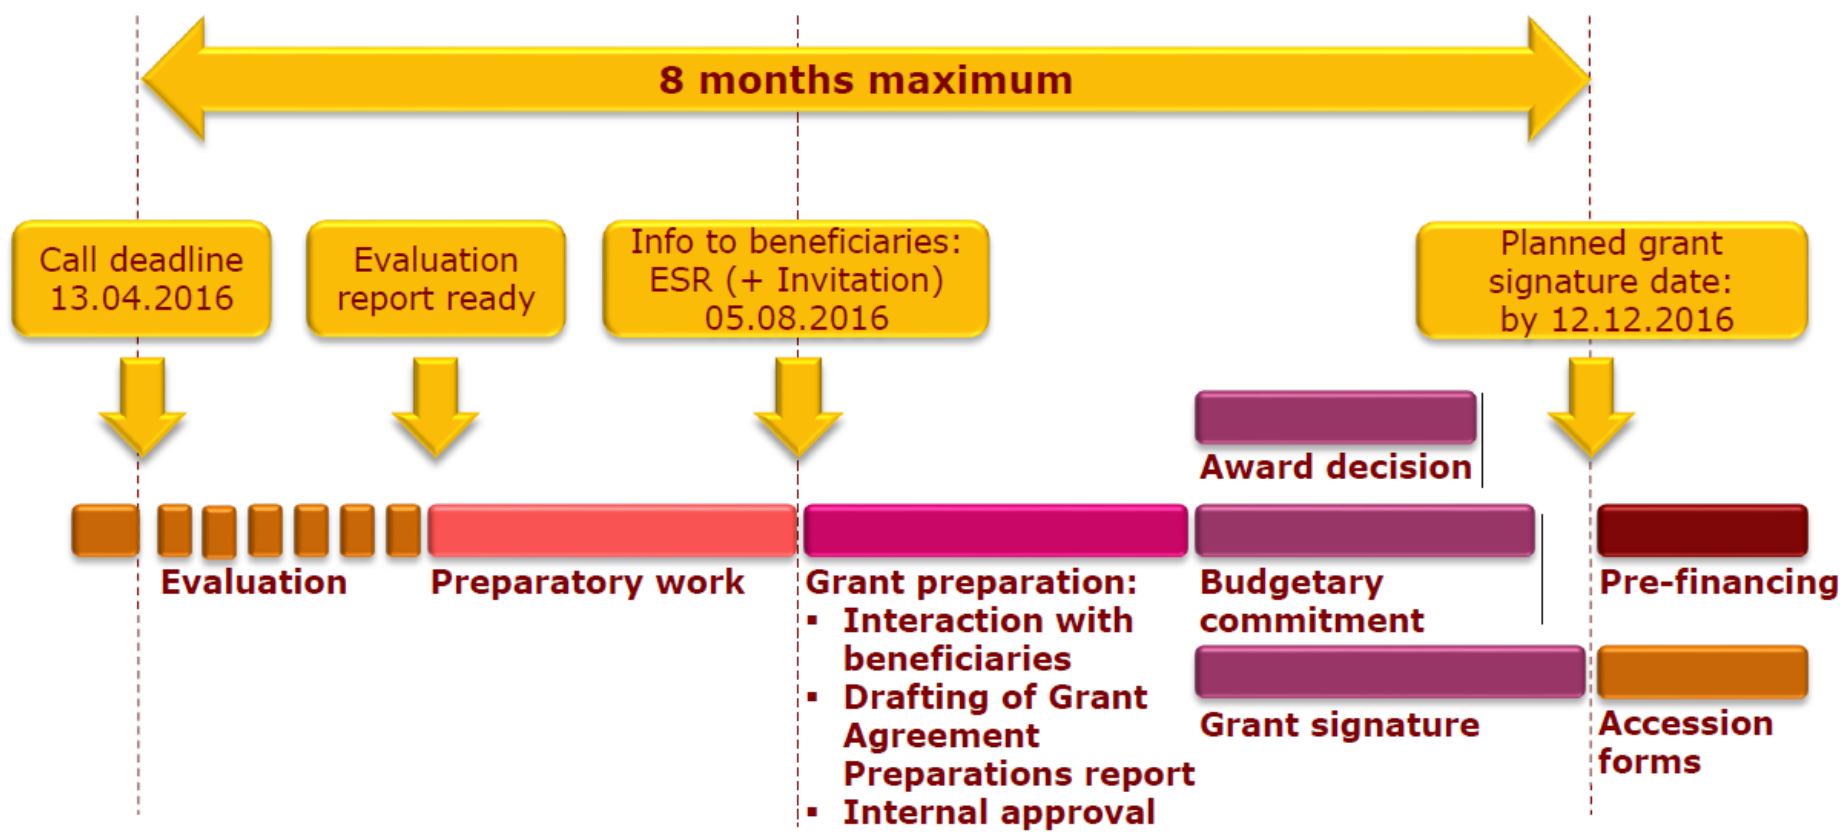 8 months maximum
Call deadline
13.04.2016
Evaluation
report ready
Info to beneficiaries:
ESR (+ Invitation)
05.08.2016
Planned grant
signature date:
by 12.12.2016
Award decision
Evaluation
Preparatory work
Grant preparation:
▪ Interaction with
beneficiaries
▪ Drafting of Grant
Agreement
Preparations report
▪ Internal approval
Budgetary
commitment
Grant signature
Pre-financing
Accession
forms